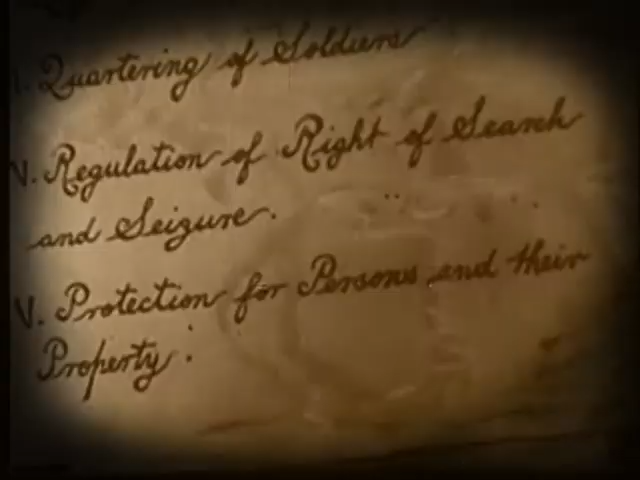 I. Quartering of Soldiers
V. Regulation of Right of Search
and Seizure.
V. Protection for Persons and their
Property.